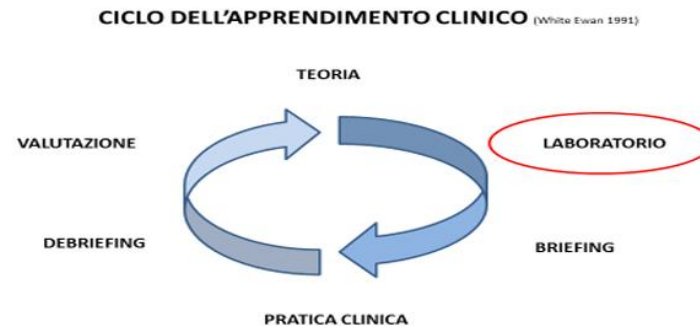 CICLO DELL'APPRENDIMENTO CLINICO (White Ewan 1991)
TEORIA
VALUTAZIONE
LABORATORIO
DEBRIEFING
BRIEFING
PRATICA CLINICA